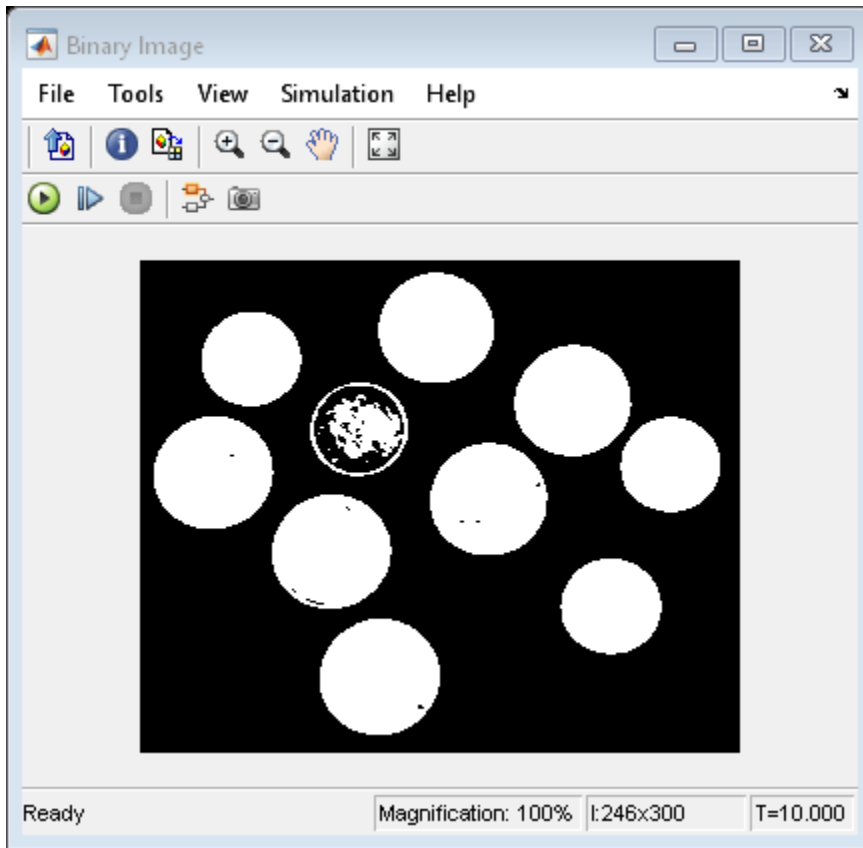 Binary Image
File Tools View Simulation Help
Ready Magnification: 100% I:246x300 T=10.000